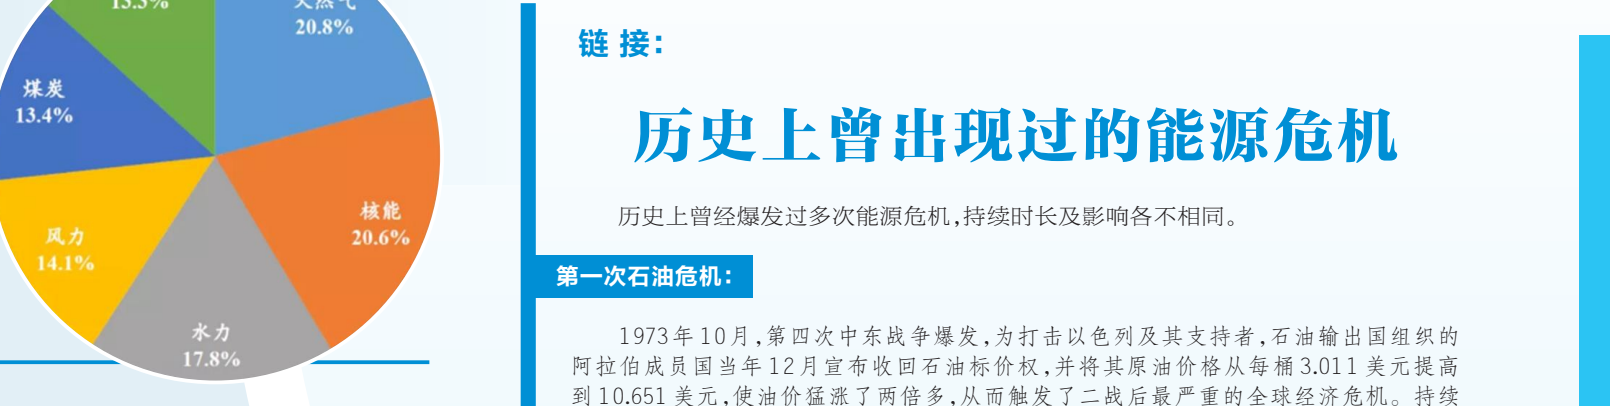 13.3%
天然气
20.8%
煤炭
13.4%
核能
20.6%
风力
14.1%
水力
17.8%
链接：
历史上曾出现过的能源危机
历史上曾经爆发过多次能源危机，持续时长及影响各不相同。
第一次石油危机：
1973年10月，第四次中东战争爆发，为打击以色列及其支持者，石油输出国组织的
阿拉伯成员国当年12月宣布收回石油标价权，并将其原油价格从每桶3.011美元提高
到10.651美元，使油价猛涨了两倍多，从而触发了二战后最严重的全球经济危机。持续